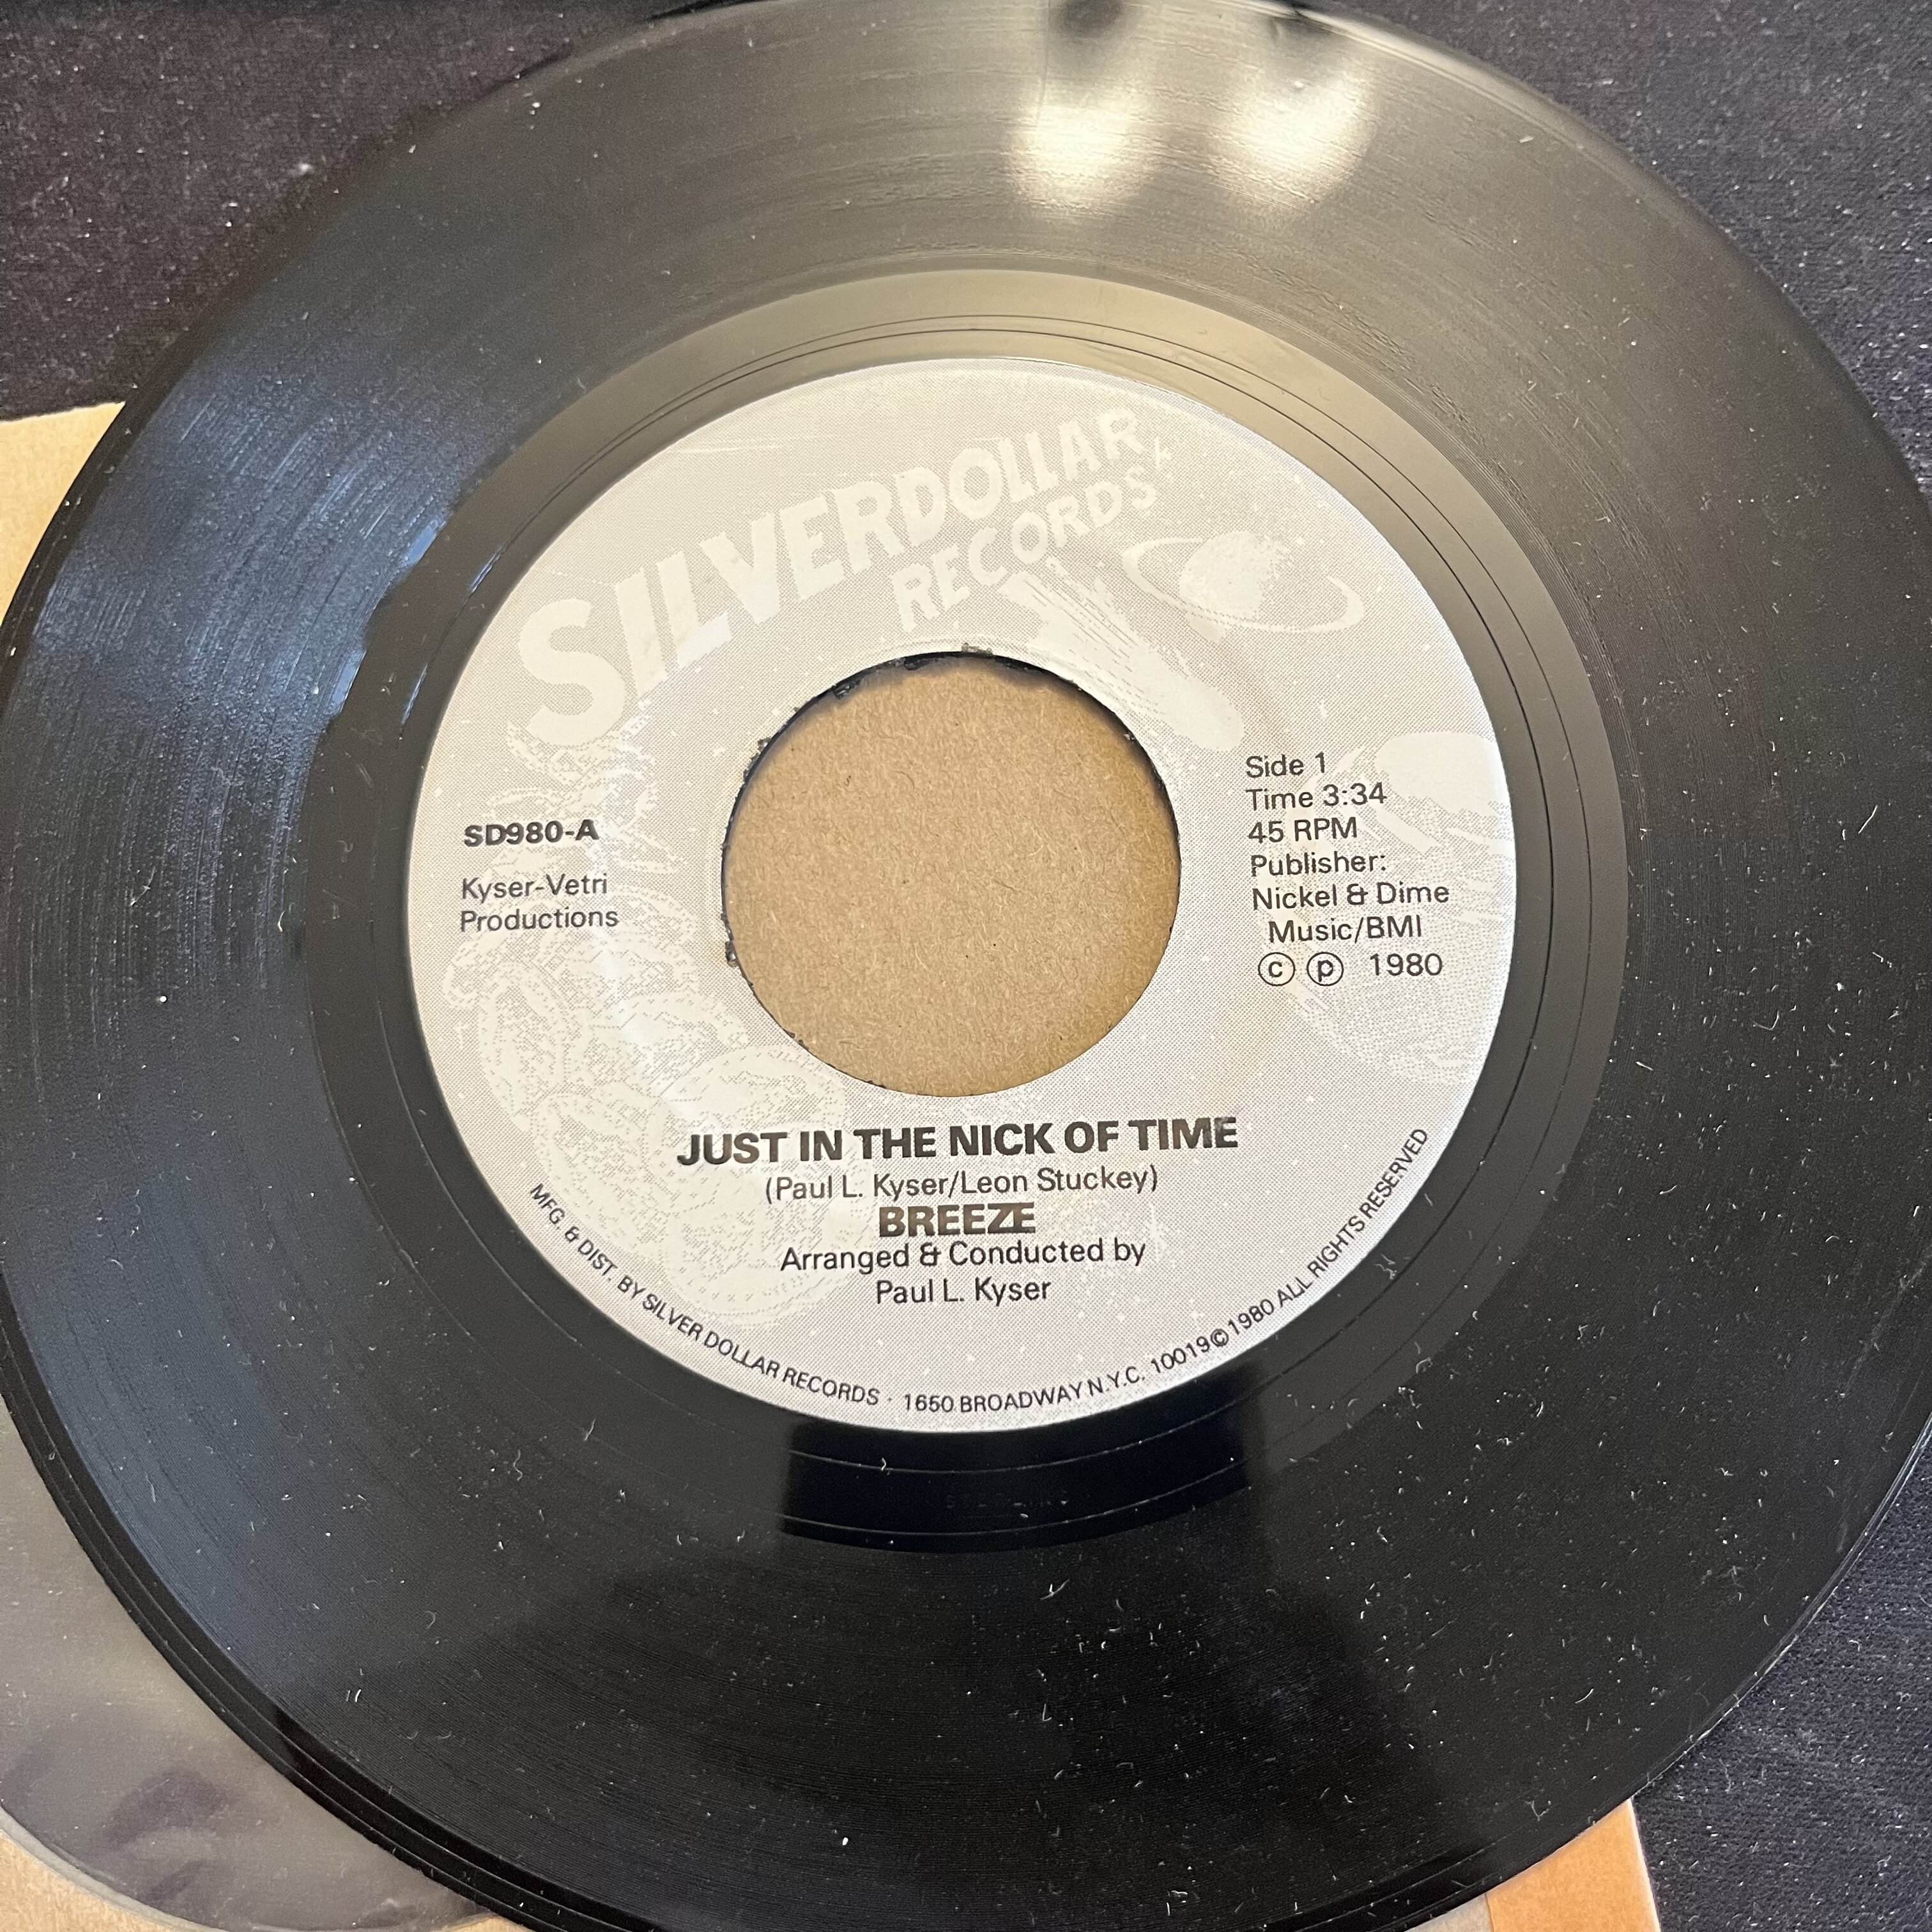 SILVERDOLLAR
RECORDS
SD980-A
Kyser-Vetri
Productions
Side 1
Time 3:34
45 RPM
Publisher:
Nickel & Dime
Music/BMI
© ℗ 1980
JUST IN THE NICK OF TIME
(Paul L. Kyser/Leon Stuckey)
BREEZE
Arranged & Conducted by
Paul L. Kyser
MFG. & DIST. BY SILVER DOLLAR RECORDS · 1650 BROADWAY N.Y.C. 10019 © 1980 ALL RIGHTS RESERVED